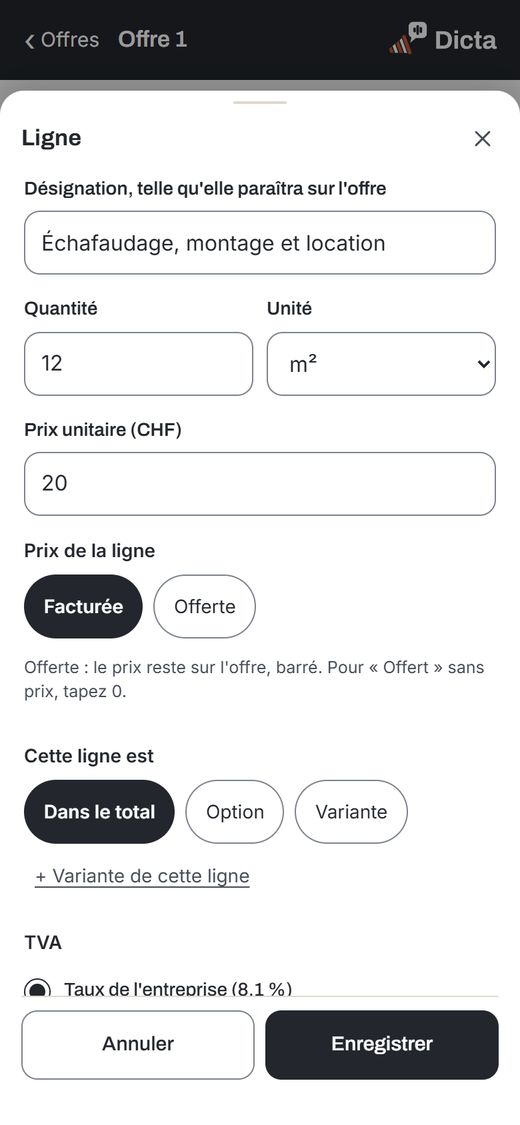 Offres Offre 1 Dicta
Ligne
Désignation, telle qu'elle paraîtra sur l'offre
Échafaudage, montage et location
Quantité Unité
12 m²
Prix unitaire (CHF)
20
Prix de la ligne
Facturée Offerte
Offerte : le prix reste sur l'offre, barré. Pour « Offert » sans
prix, tapez 0.
Cette ligne est
Dans le total Option Variante
+ Variante de cette ligne
TVA
Taux de l'entreprise (8.1 %)
Annuler Enregistrer